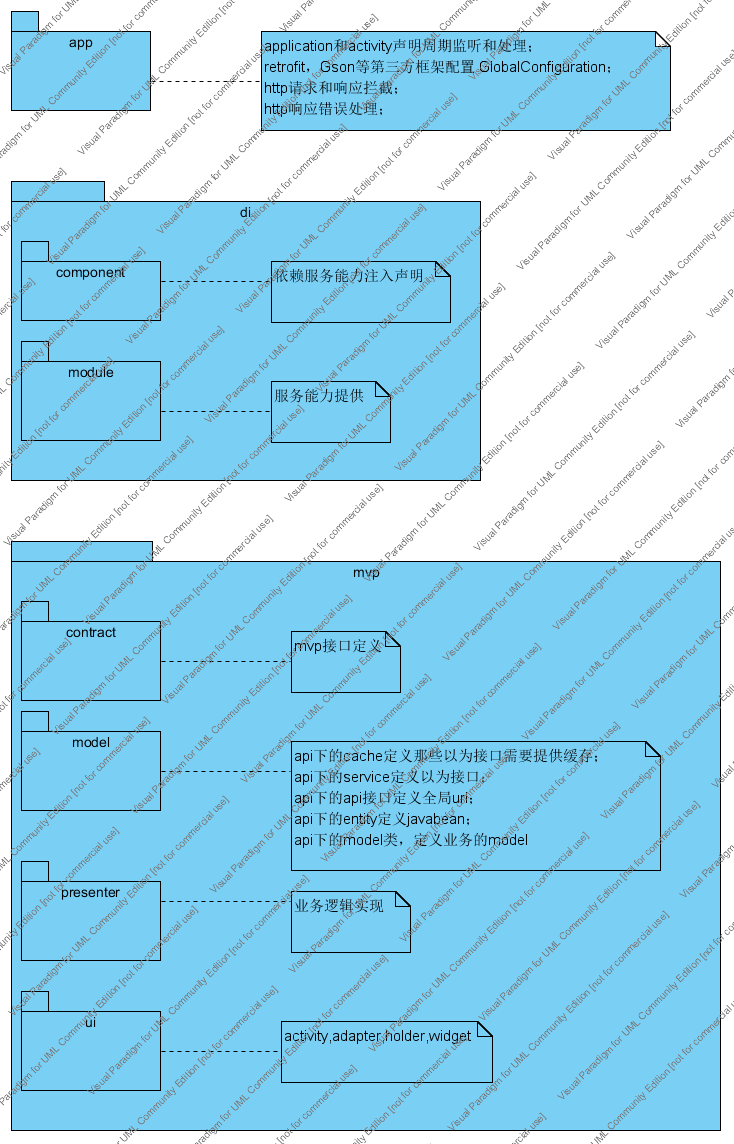 app
application和activity声明周期监听和处理；
retrofit，Gson等第三方框架配置 GlobalConfiguration；
http请求和响应拦截；
http响应错误处理；
di
component
依赖服务能力注入声明
module
服务能力提供
mvp
contract
mvp接口定义
model
api下的cache定义那些以为接口需要提供缓存；
api下的service定义以为接口；
api下的api接口定义全局uri；
api下的entity定义javabean；
api下的model类，定义业务的model
presenter
业务逻辑实现
ui
activity,adapter,holder,widget
Visual Paradigm for UML Community Edition [not for commercial use]